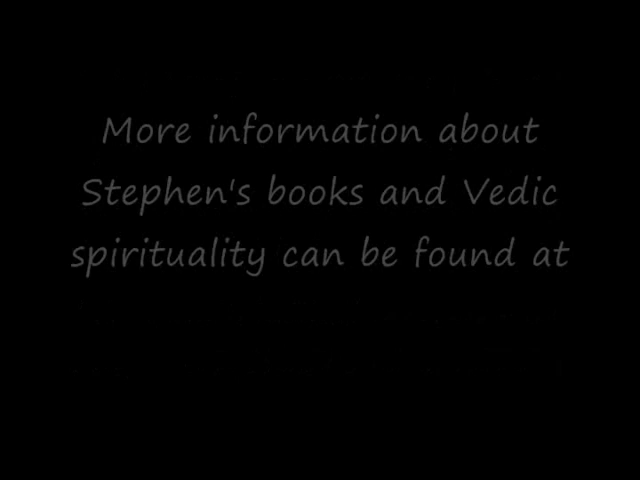 More information about
Stephen's books and Vedic
spirituality can be found at